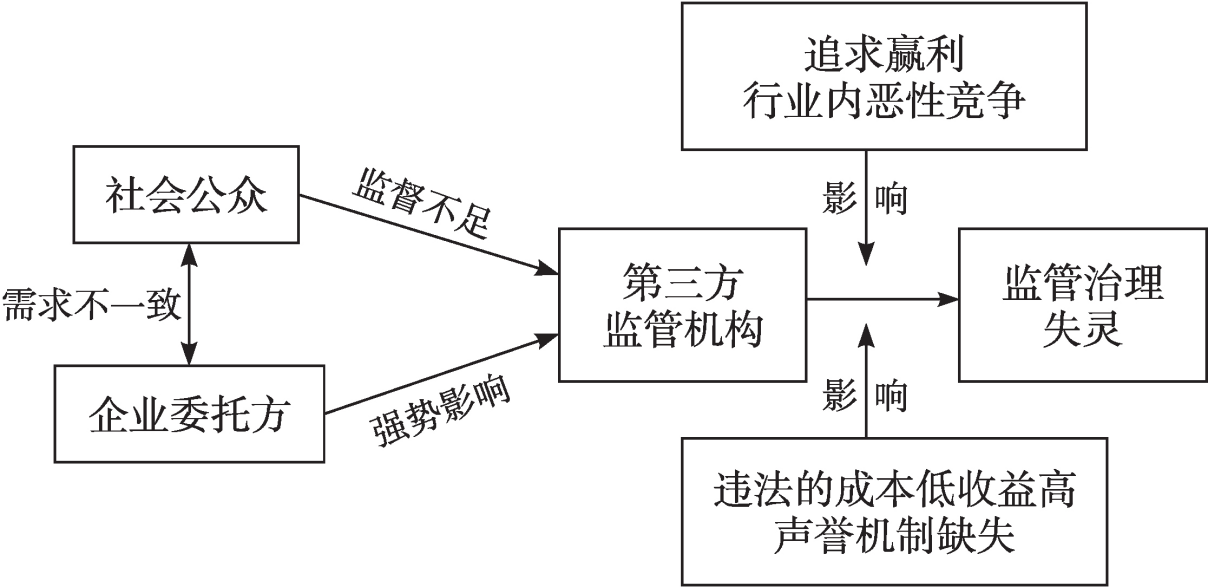 追求赢利
行业内恶性竞争
影响
社会公众
监督不足
需求不一致
第三方
监管机构
监管治理
失灵
企业委托方
强势影响
影响
违法的成本低收益高
声誉机制缺失